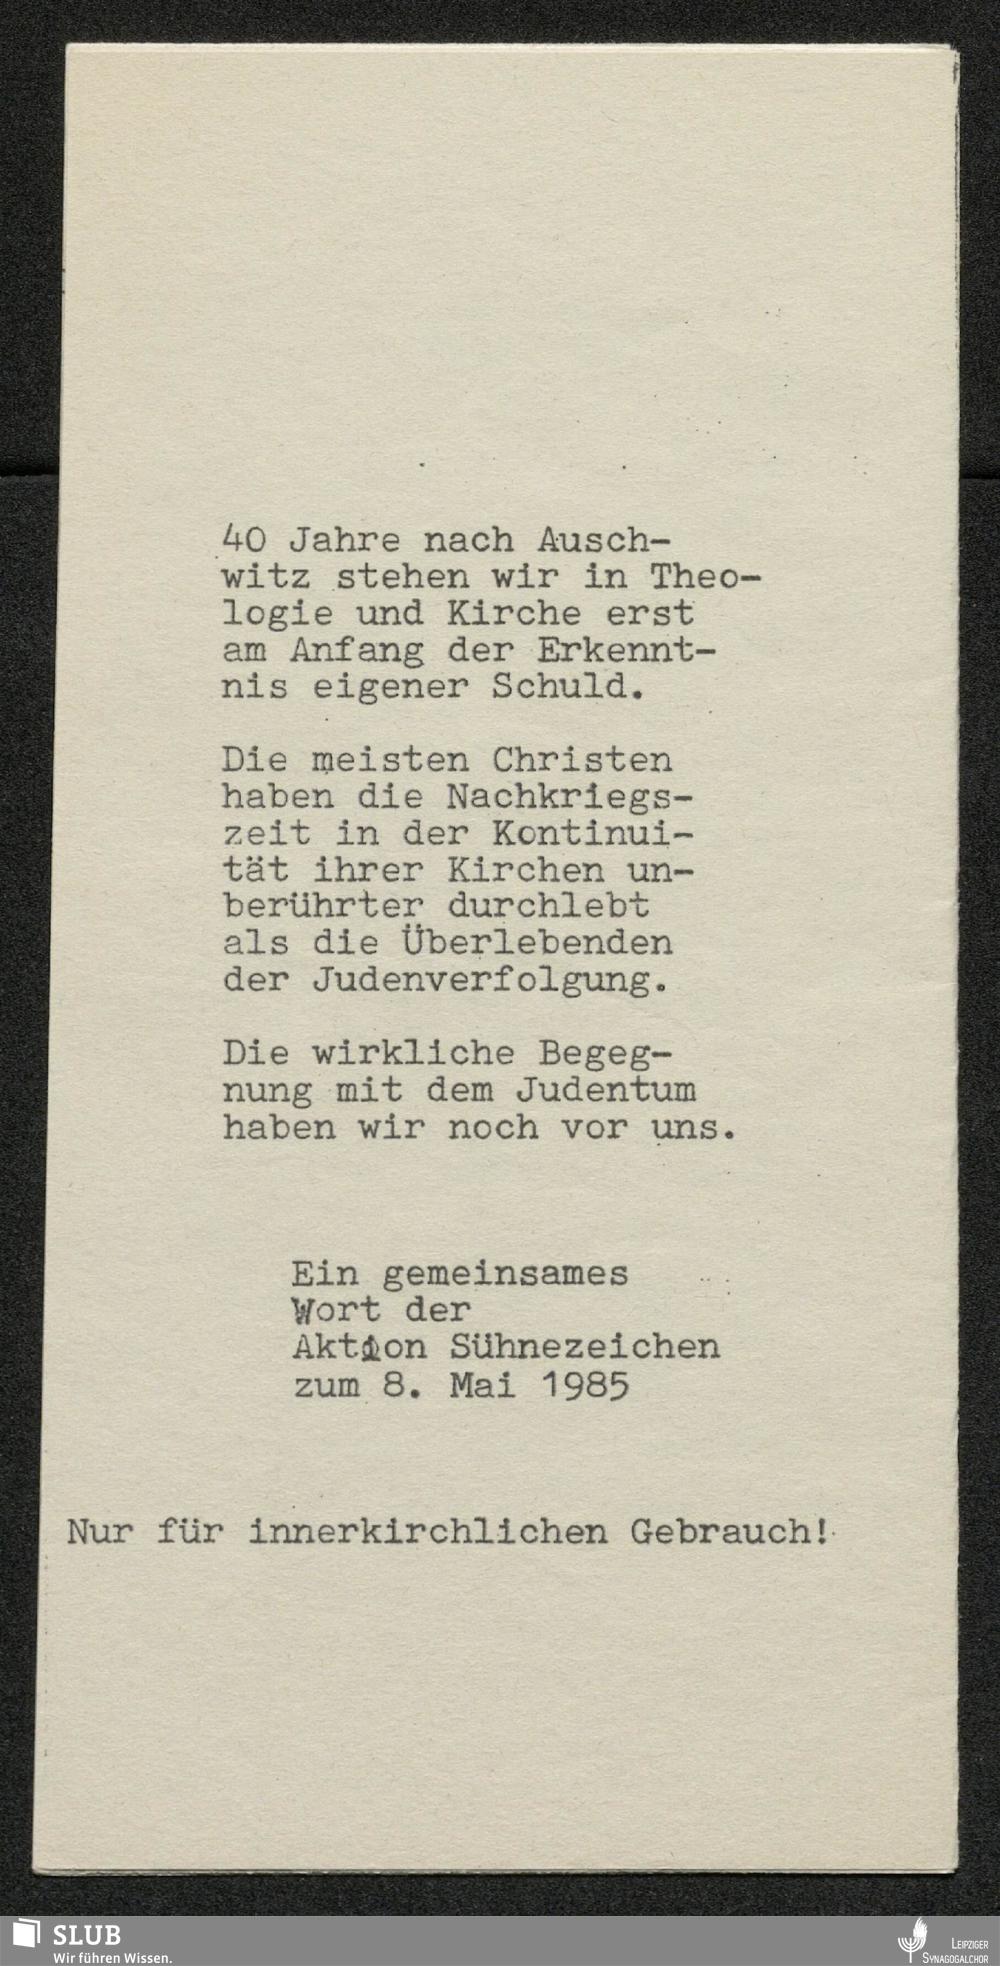 40 Jahre nach Ausch-
witz stehen wir in Theo-
logie und Kirche erst
am Anfang der Erkennt-
nis eigener Schuld.
Die meisten Christen
haben die Nachkriegs-
zeit in der Kontinui-
tät ihrer Kirchen un-
berührter durchlebt
als die Überlebenden
der Judenverfolgung.
Die wirkliche Begeg-
nung mit dem Judentum
haben wir noch vor uns.
Ein gemeinsames
Wort der
Aktion Sühnezeichen
zum 8. Mai 1985
Nur für innerkirchlichen Gebrauch!
SLUB
Wir führen Wissen.
LEIPZIGER
SYNAGOGALCHOR